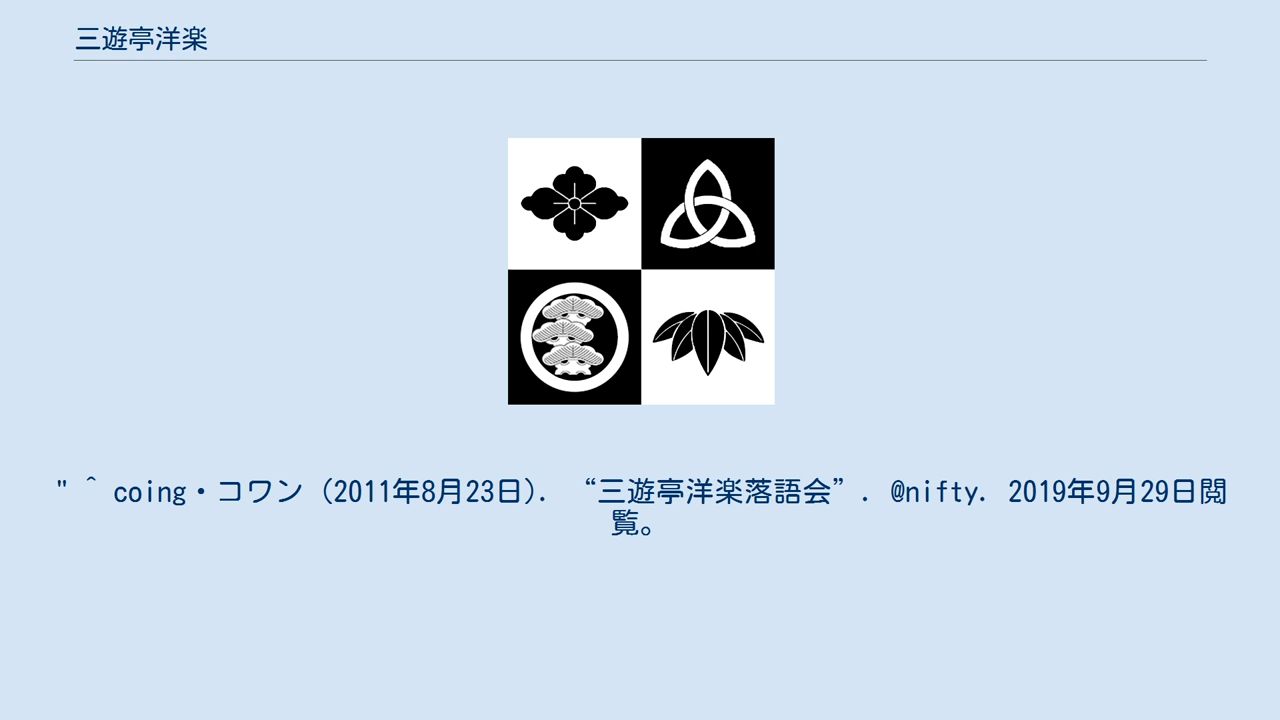 三遊亭洋楽
" ^ coing・コワン (2011年8月23日). “三遊亭洋楽落語会”. @nifty. 2019年9月29日閲
覧。